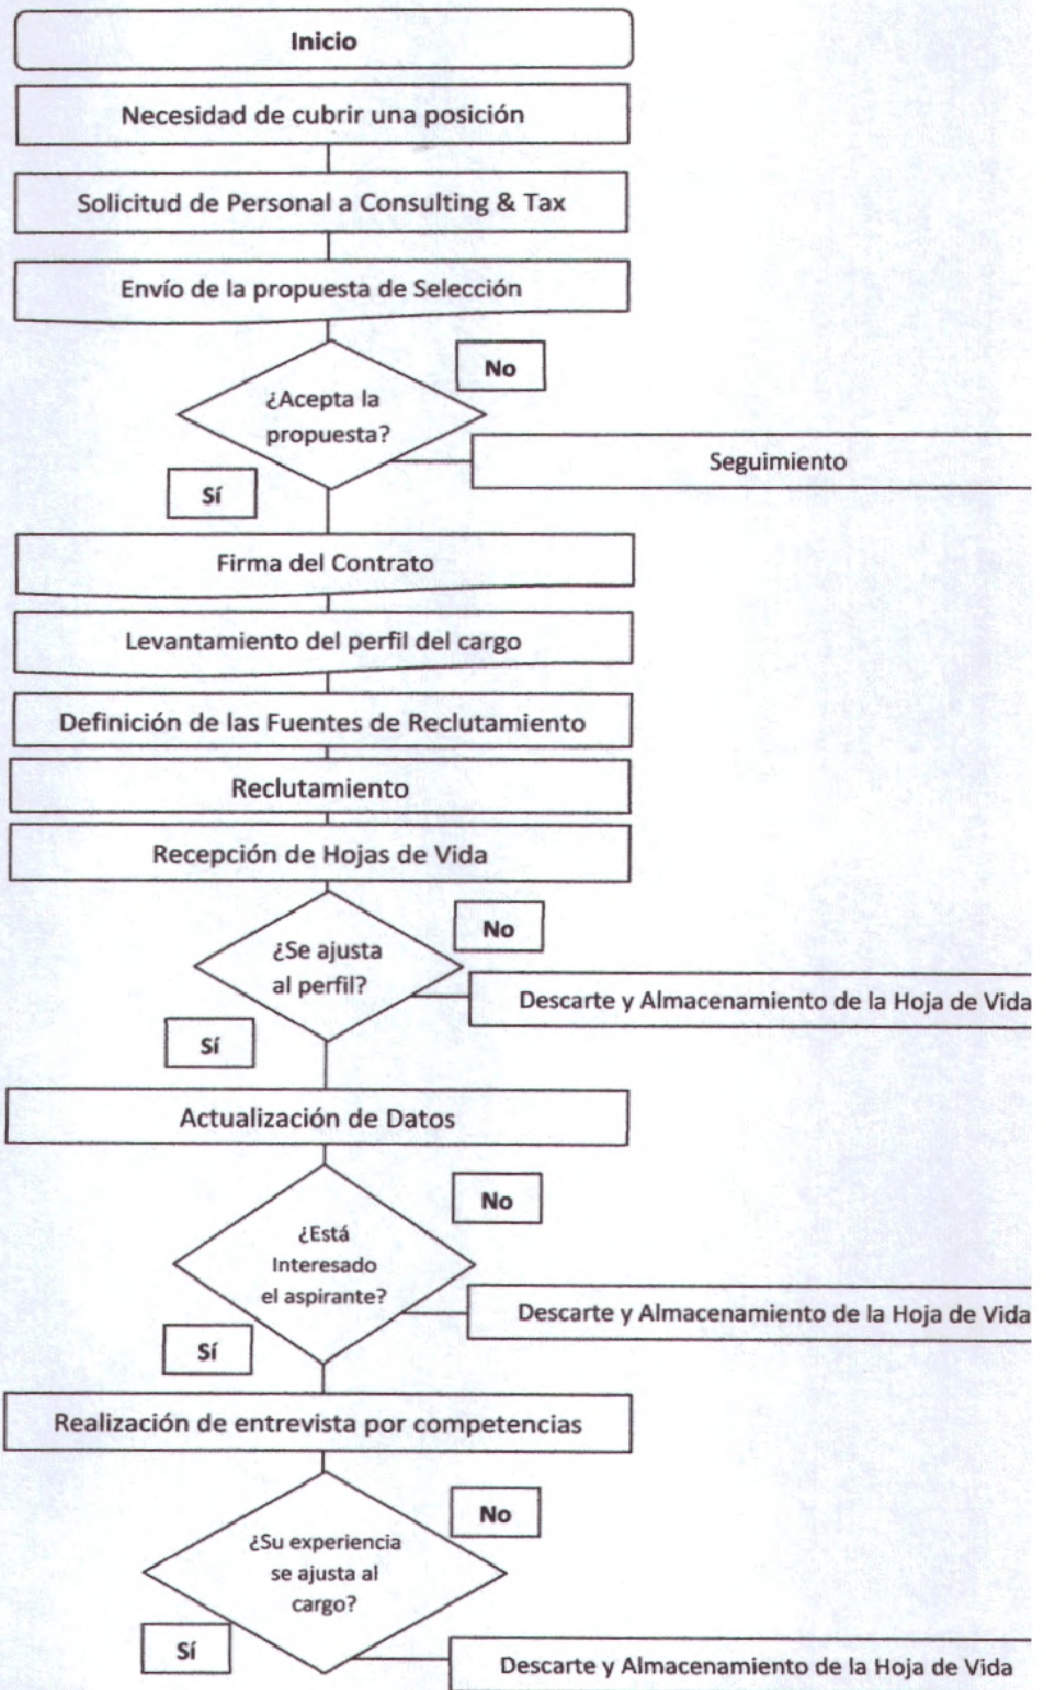 Inicio
Necesidad de cubrir una posición
Solicitud de Personal a Consulting & Tax
Envío de la propuesta de Selección
No
¿Acepta la
propuesta?
Seguimiento
Sí
Firma del Contrato
Levantamiento del perfil del cargo
Definición de las Fuentes de Reclutamiento
Reclutamiento
Recepción de Hojas de Vida
No
¿Se ajusta
al perfil?
Descarte y Almacenamiento de la Hoja de Vida
Sí
Actualización de Datos
No
¿Está
Interesado
el aspirante?
Descarte y Almacenamiento de la Hoja de Vida
Sí
Realización de entrevista por competencias
No
¿Su experiencia
se ajusta al
cargo?
Sí
Descarte y Almacenamiento de la Hoja de Vida